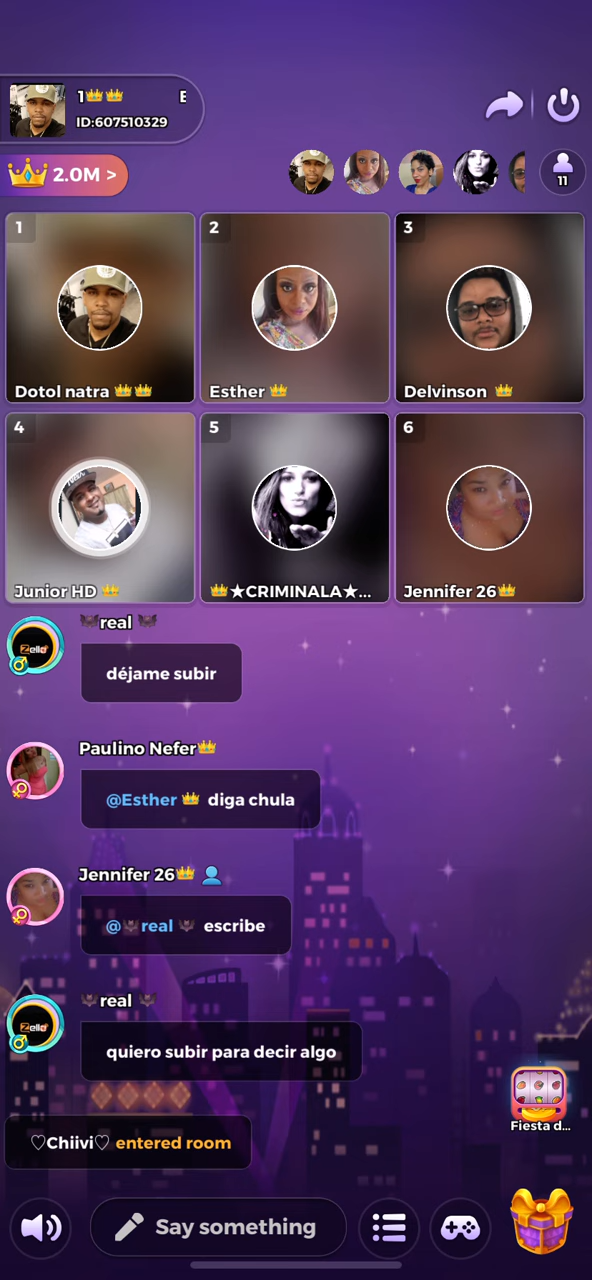 1👑👑 E
ID:607510329
2.0M >
11
1
2
3
Dotol natra 👑👑
Esther 👑
Delvinson 👑
4
5
6
Junior HD 👑
👑★CRIMINALA★...
Jennifer 26👑
real
Zello
déjame subir
Paulino Nefer👑
@Esther 👑 diga chula
Jennifer 26👑
@real escribe
real
Zello
quiero subir para decir algo
Fiesta d...
♡Chiivi♡ entered room
Say something